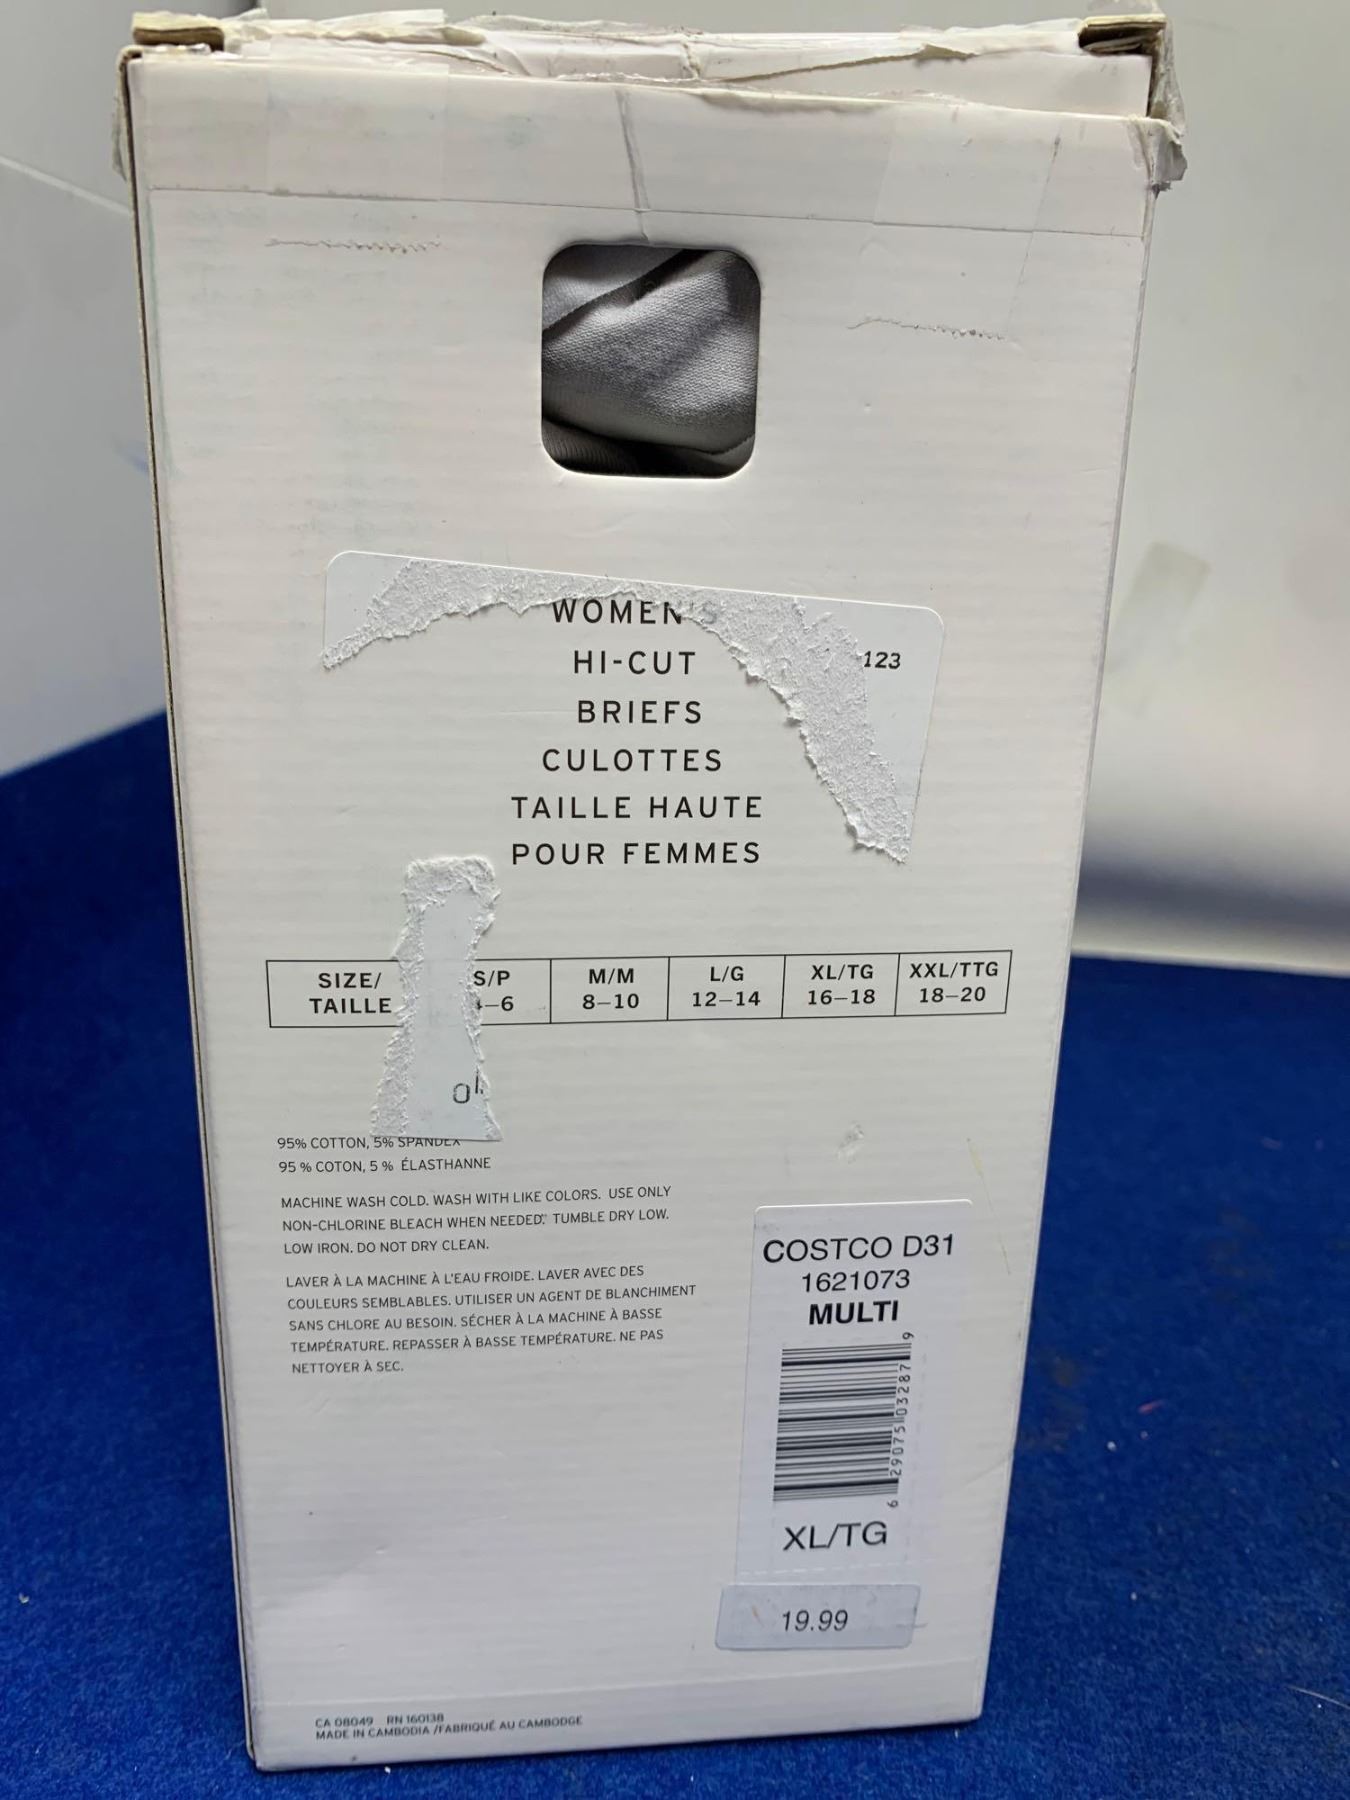 WOMEN'S
HI-CUT
123
BRIEFS
CULOTTES
TAILLE HAUTE
POUR FEMMES
SIZE/ S/P M/M L/G XL/TG XXL/TTG
TAILLE –6 8–10 12–14 16–18 18–20
95% COTTON, 5% SPANDEX
95 % COTON, 5 % ÉLASTHANNE
MACHINE WASH COLD. WASH WITH LIKE COLORS. USE ONLY
NON-CHLORINE BLEACH WHEN NEEDED. TUMBLE DRY LOW.
LOW IRON. DO NOT DRY CLEAN.
LAVER À LA MACHINE À L'EAU FROIDE. LAVER AVEC DES
COULEURS SEMBLABLES. UTILISER UN AGENT DE BLANCHIMENT
SANS CHLORE AU BESOIN. SÉCHER À LA MACHINE À BASSE
TEMPÉRATURE. REPASSER À BASSE TEMPÉRATURE. NE PAS
NETTOYER À SEC.
COSTCO D31
1621073
MULTI
6 29075 03287 9
XL/TG
19.99
CA 08049 RN 160138
MADE IN CAMBODIA /FABRIQUÉ AU CAMBODGE